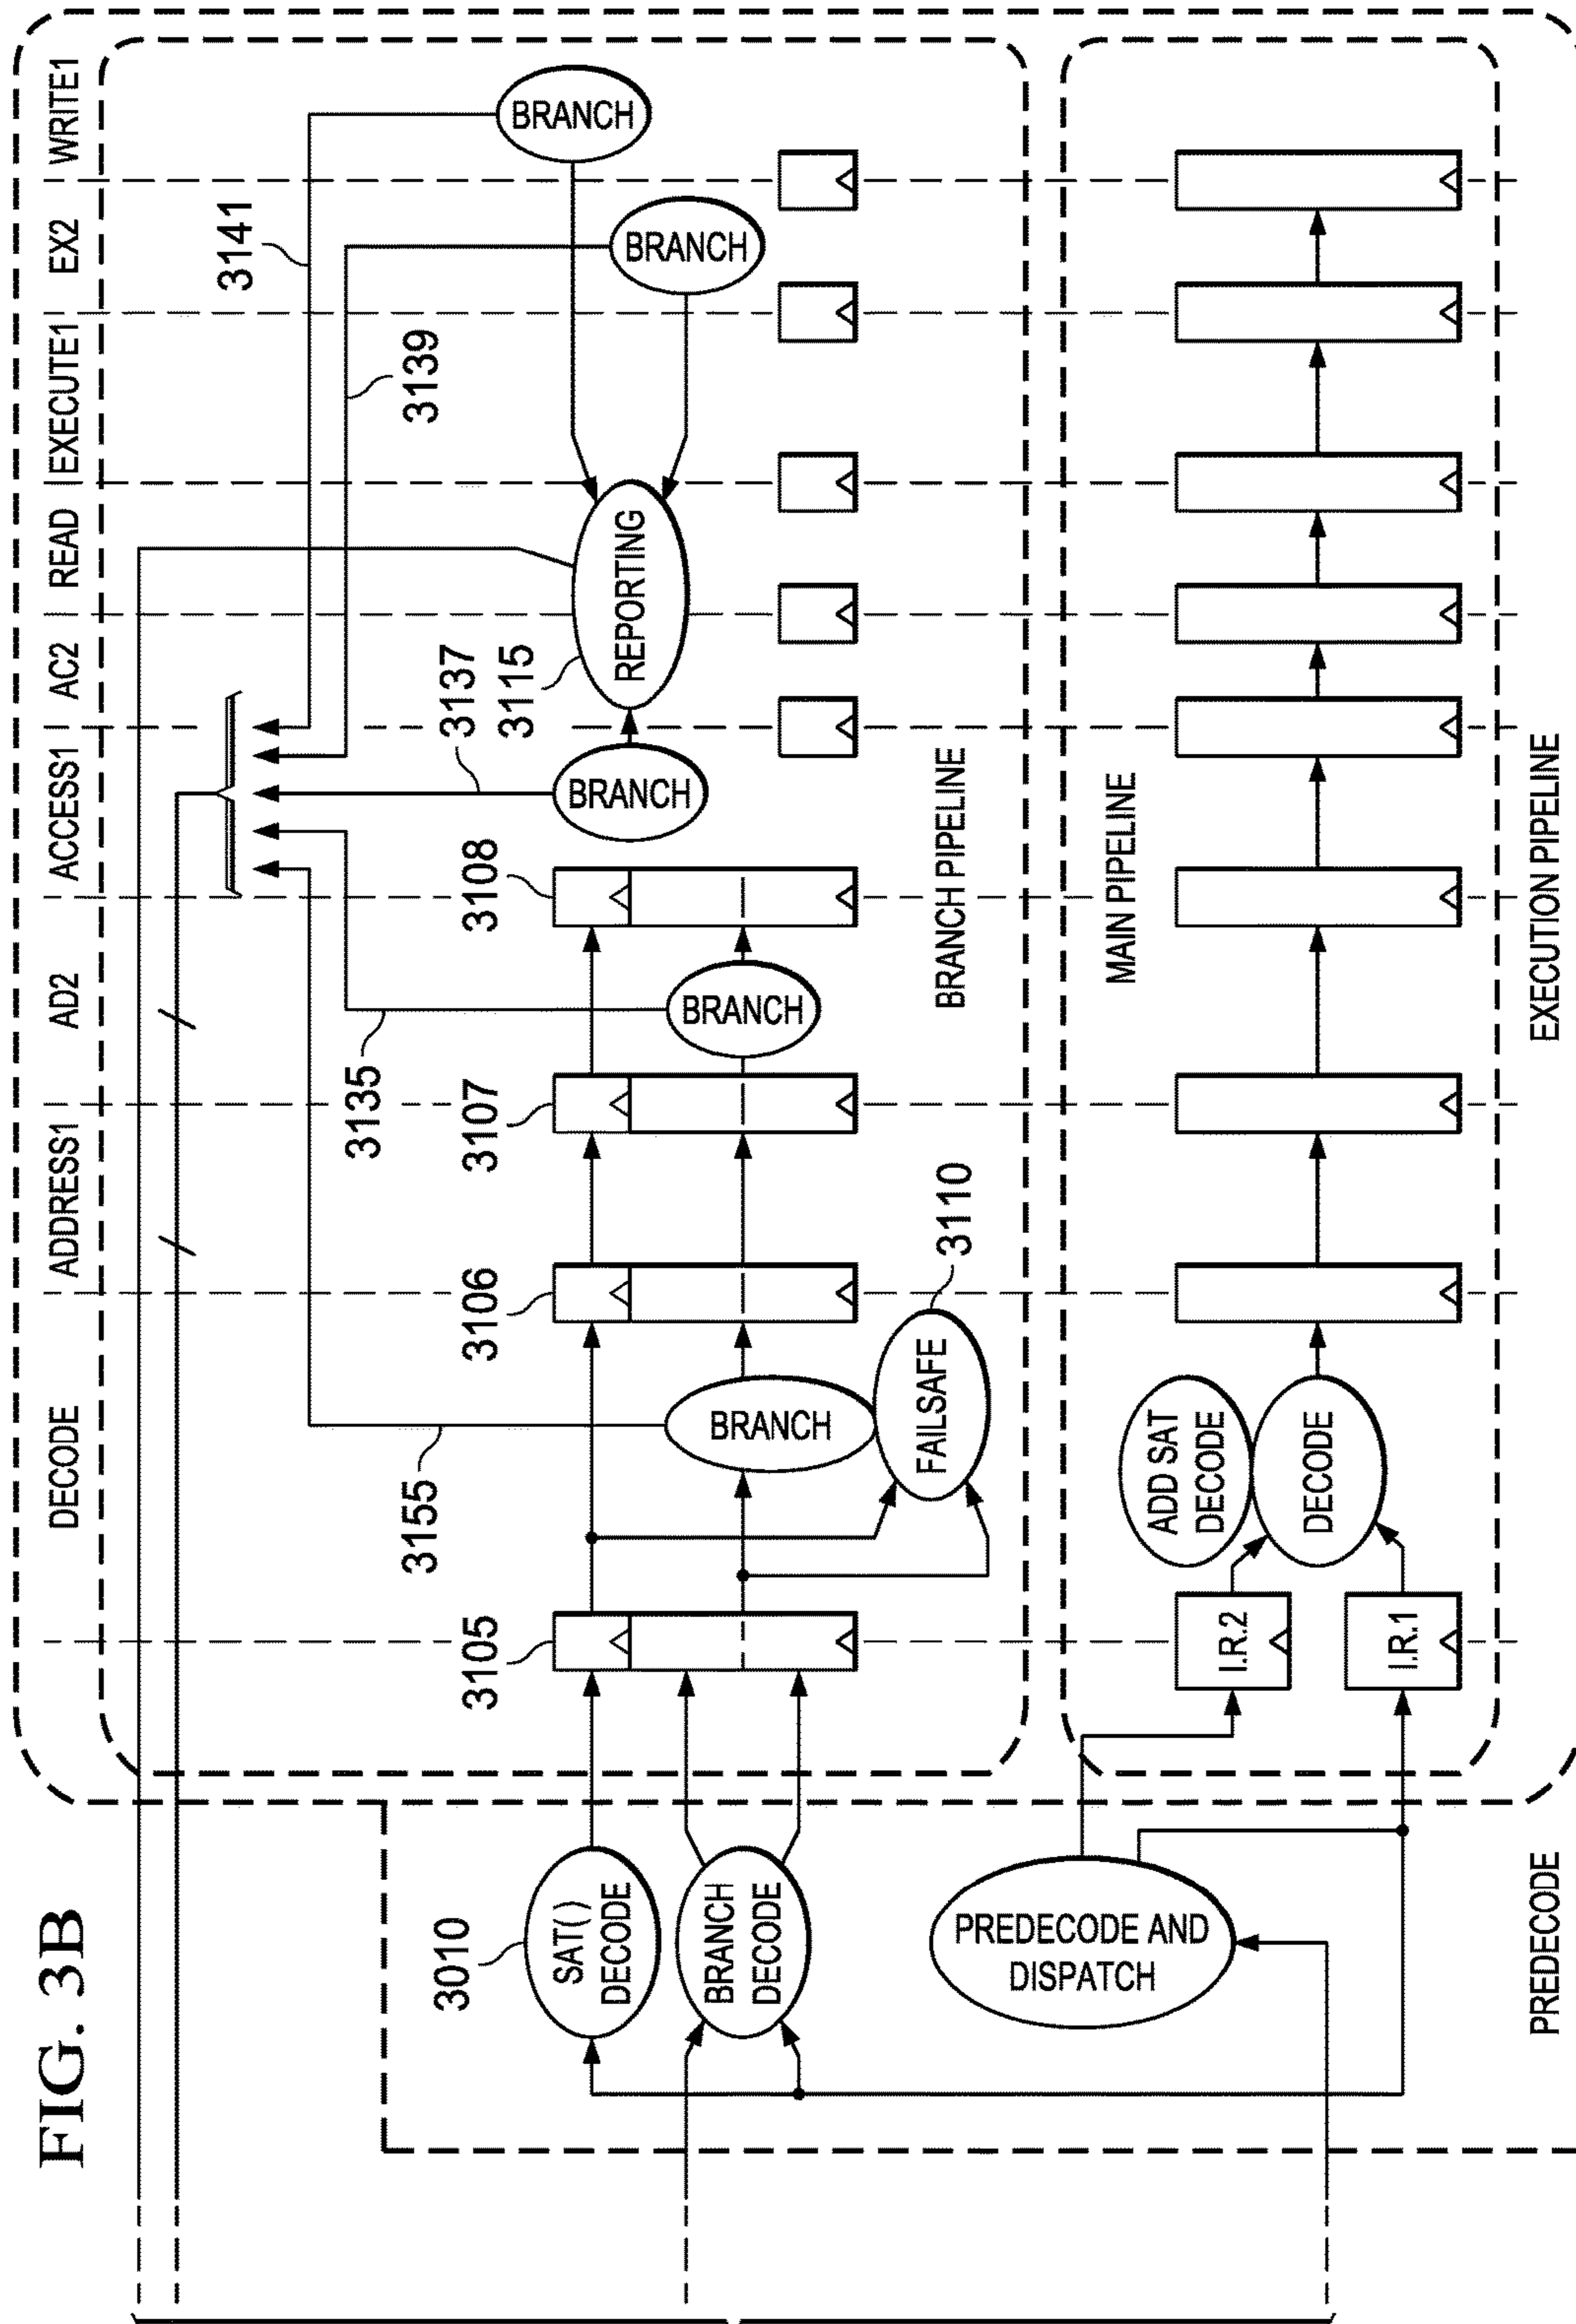 FIG. 3B
DECODE
ADDRESS1
AD2
ACCESS1
AC2
READ
EXECUTE1
EX2
WRITE1
3141
3139
3137
3115
3135
3155
3105
3106
3107
3108
3110
3010
SAT( )
DECODE
BRANCH
DECODE
PREDECODE AND
DISPATCH
PREDECODE
BRANCH
FAILSAFE
BRANCH
BRANCH
REPORTING
BRANCH
BRANCH
BRANCH PIPELINE
MAIN PIPELINE
I.R.2
I.R.1
ADD SAT
DECODE
DECODE
EXECUTION PIPELINE